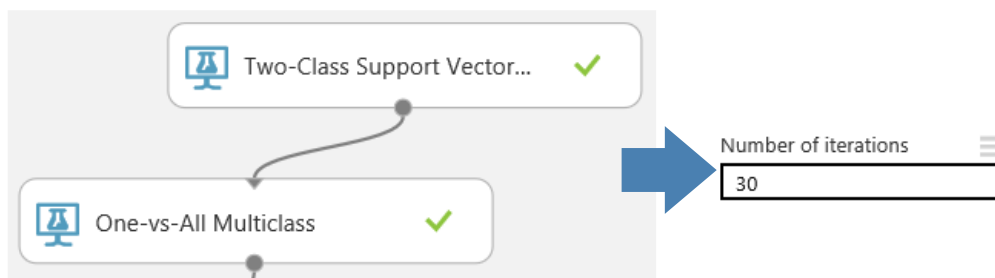 Two-Class Support Vector...
One-vs-All Multiclass
Number of iterations
30